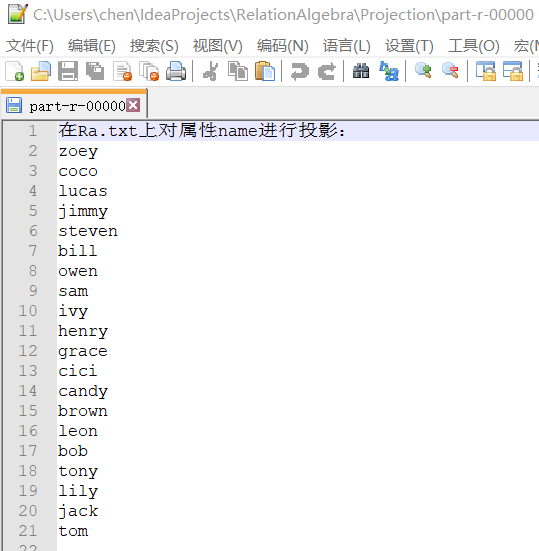 C:\Users\chen\IdeaProjects\RelationAlgebra\Projection\part-r-00000
文件(F) 编辑(E) 搜索(S) 视图(V) 编码(N) 语言(L) 设置(T) 工具(O) 宏(M
part-r-00000
1 在Ra.txt上对属性name进行投影：
2 zoey
3 coco
4 lucas
5 jimmy
6 steven
7 bill
8 owen
9 sam
10 ivy
11 henry
12 grace
13 cici
14 candy
15 brown
16 leon
17 bob
18 tony
19 lily
20 jack
21 tom
22